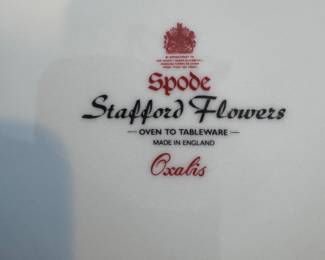 Spode
Stafford Flowers
OVEN TO TABLEWARE
MADE IN ENGLAND
Oxalis